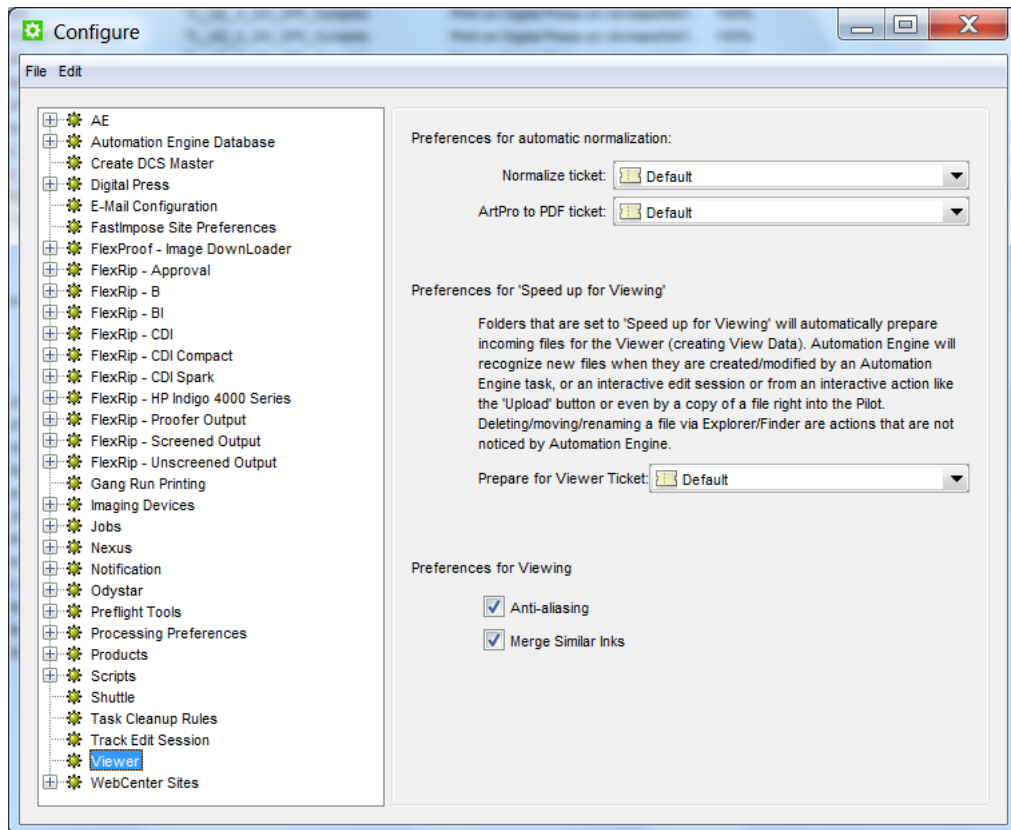 Configure
File Edit
AE
Automation Engine Database
Create DCS Master
Digital Press
E-Mail Configuration
FastImpose Site Preferences
FlexProof - Image DownLoader
FlexRip - Approval
FlexRip - B
FlexRip - BI
FlexRip - CDI
FlexRip - CDI Compact
FlexRip - CDI Spark
FlexRip - HP Indigo 4000 Series
FlexRip - Proofer Output
FlexRip - Screened Output
FlexRip - Unscreened Output
Gang Run Printing
Imaging Devices
Jobs
Nexus
Notification
Odystar
Preflight Tools
Processing Preferences
Products
Scripts
Shuttle
Task Cleanup Rules
Track Edit Session
Viewer
WebCenter Sites
Preferences for automatic normalization:
Normalize ticket: Default
ArtPro to PDF ticket: Default
Preferences for 'Speed up for Viewing'
Folders that are set to 'Speed up for Viewing' will automatically prepare
incoming files for the Viewer (creating View Data). Automation Engine will
recognize new files when they are created/modified by an Automation
Engine task, or an interactive edit session or from an interactive action like
the 'Upload' button or even by a copy of a file right into the Pilot.
Deleting/moving/renaming a file via Explorer/Finder are actions that are not
noticed by Automation Engine.
Prepare for Viewer Ticket: Default
Preferences for Viewing
Anti-aliasing
Merge Similar Inks